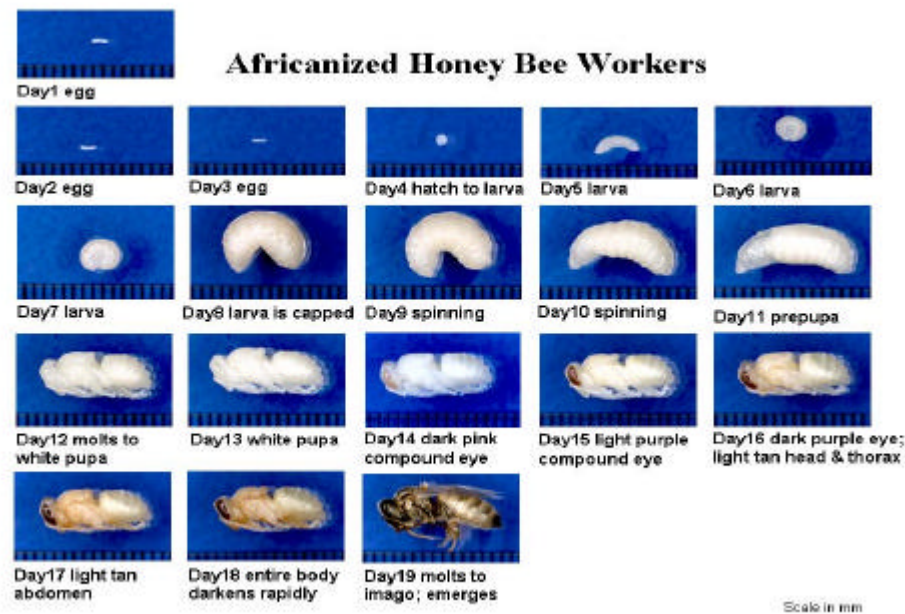 Africanized Honey Bee Workers
Day1 egg
Day2 egg
Day3 egg
Day4 hatch to larva
Day5 larva
Day6 larva
Day7 larva
Day8 larva is capped
Day9 spinning
Day10 spinning
Day11 prepupa
Day12 molts to
white pupa
Day13 white pupa
Day14 dark pink
compound eye
Day15 light purple
compound eye
Day16 dark purple eye;
light tan head & thorax
Day17 light tan
abdomen
Day18 entire body
darkens rapidly
Day19 molts to
imago; emerges
Scale in mm